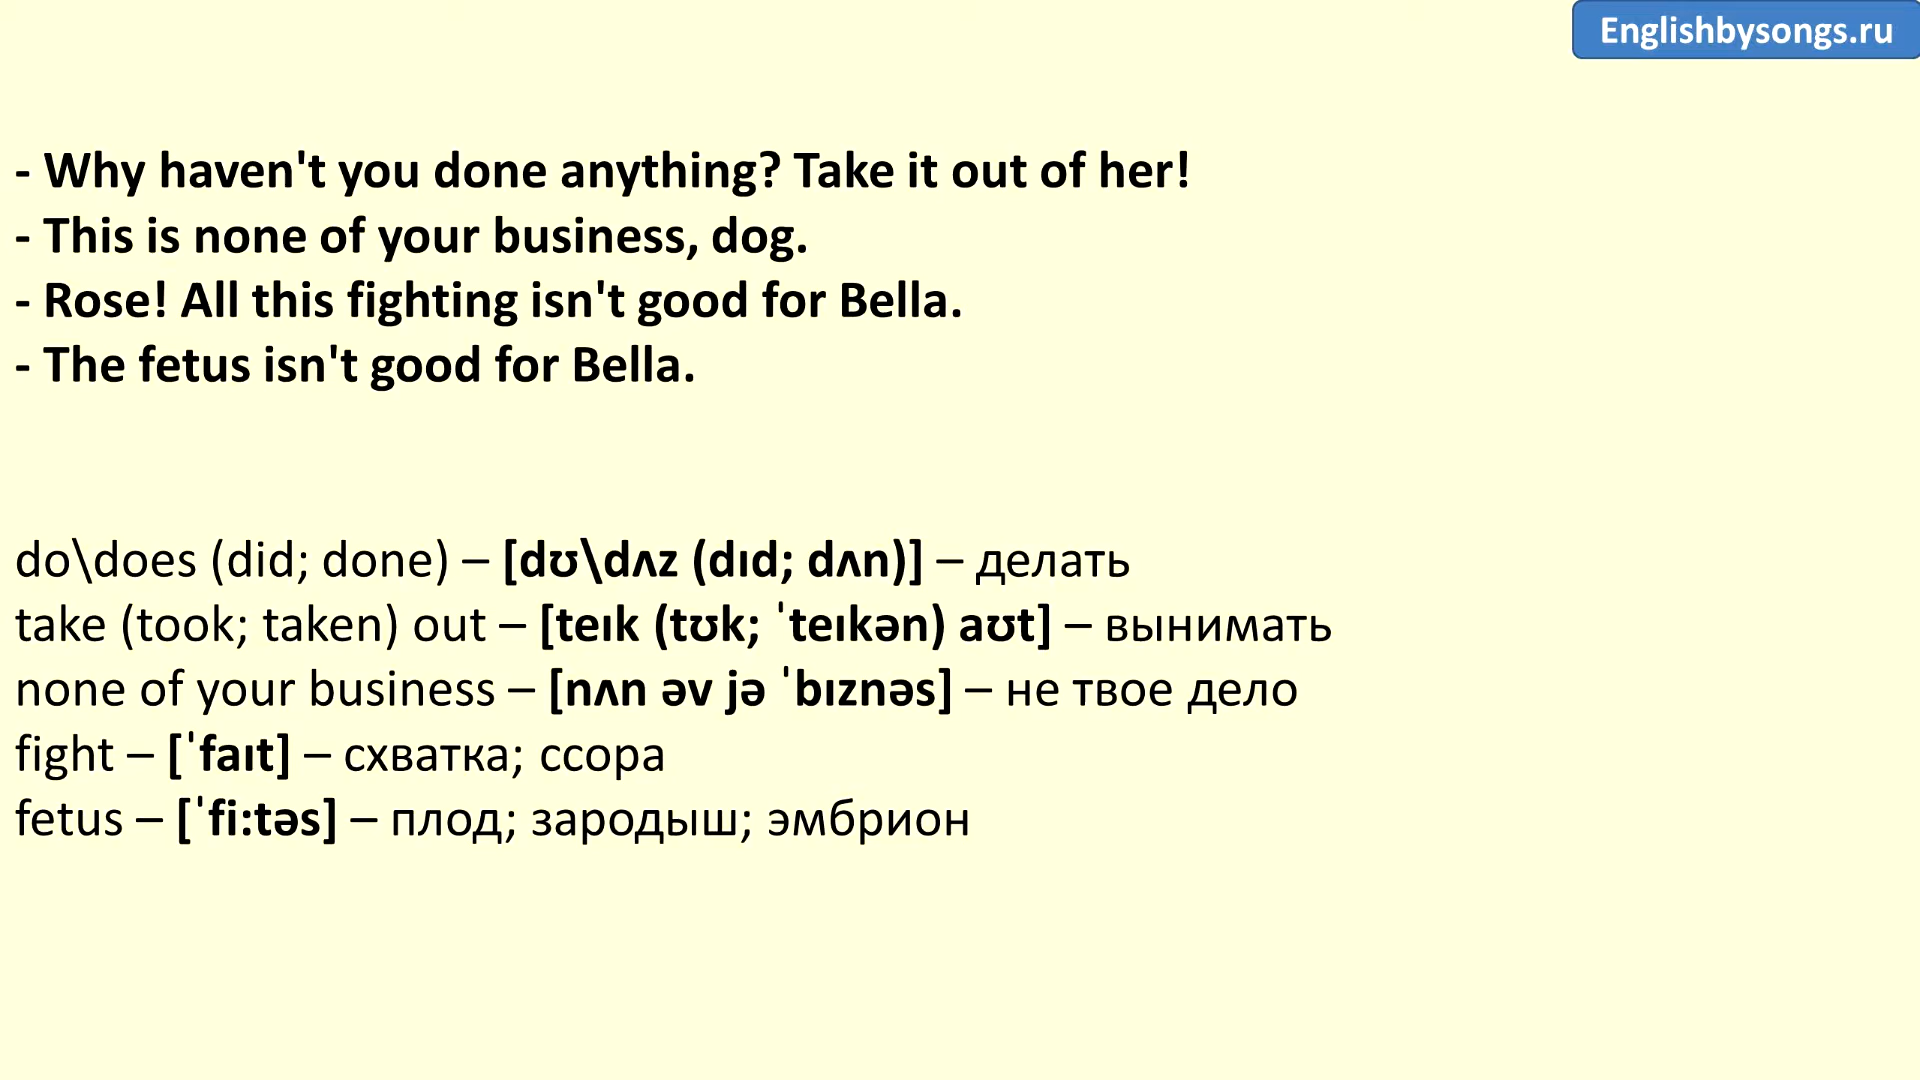 Englishbysongs.ru
- Why haven't you done anything? Take it out of her!
- This is none of your business, dog.
- Rose! All this fighting isn't good for Bella.
- The fetus isn't good for Bella.
do\does (did; done) – [dʊ\dʌz (dɪd; dʌn)] – делать
take (took; taken) out – [teɪk (tʊk; ˈteɪkən) aʊt] – вынимать
none of your business – [nʌn əv jə ˈbɪznəs] – не твое дело
fight – [ˈfaɪt] – схватка; ссора
fetus – [ˈfi:təs] – плод; зародыш; эмбрион